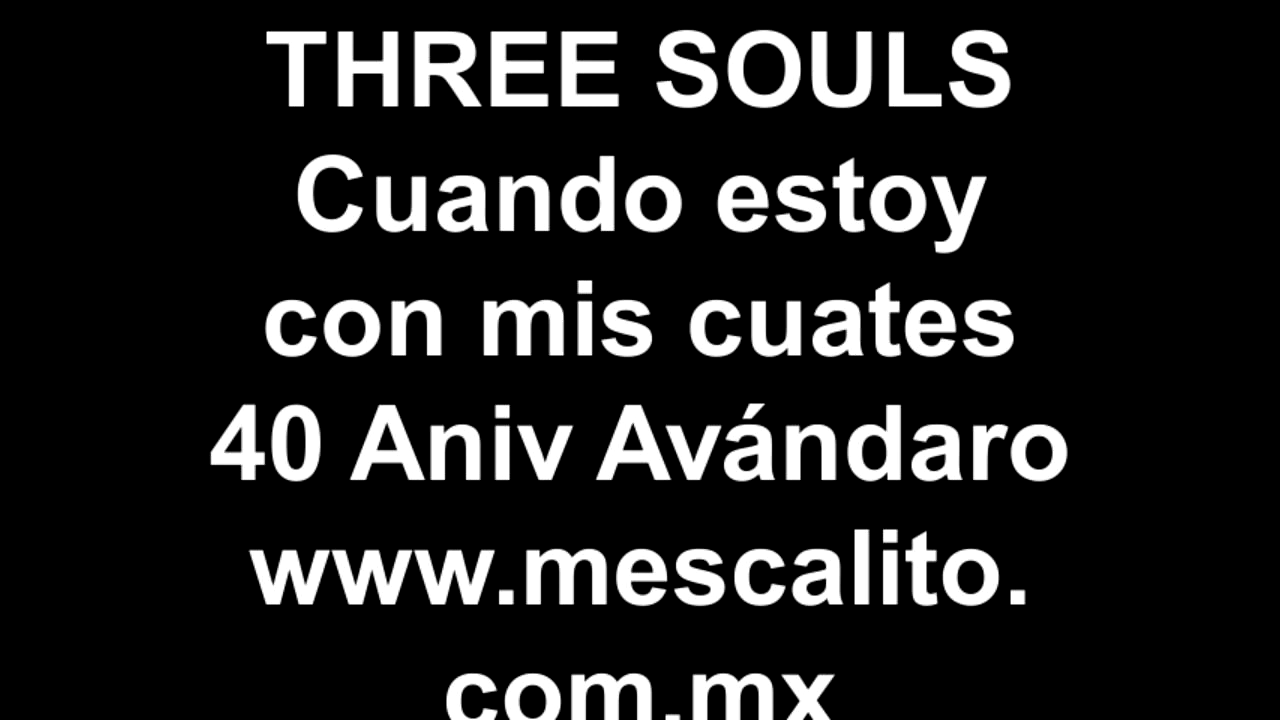 THREE SOULS
Cuando estoy
con mis cuates
40 Aniv Avándaro
www.mescalito.
com.mx